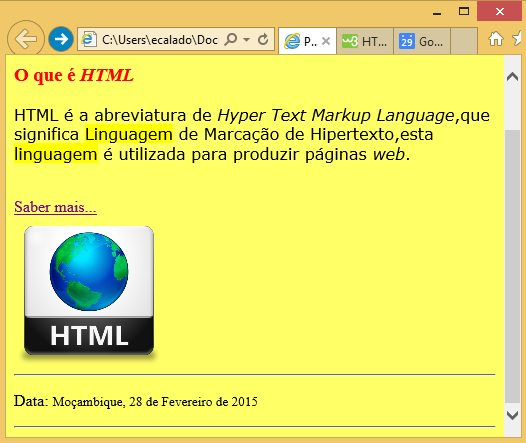 C:\Users\ecalado\Doc
P...
HT...
29
Go...
O que é HTML
HTML é a abreviatura de Hyper Text Markup Language,que
significa Linguagem de Marcação de Hipertexto,esta
linguagem é utilizada para produzir páginas web.
Saber mais...
HTML
Data: Moçambique, 28 de Fevereiro de 2015